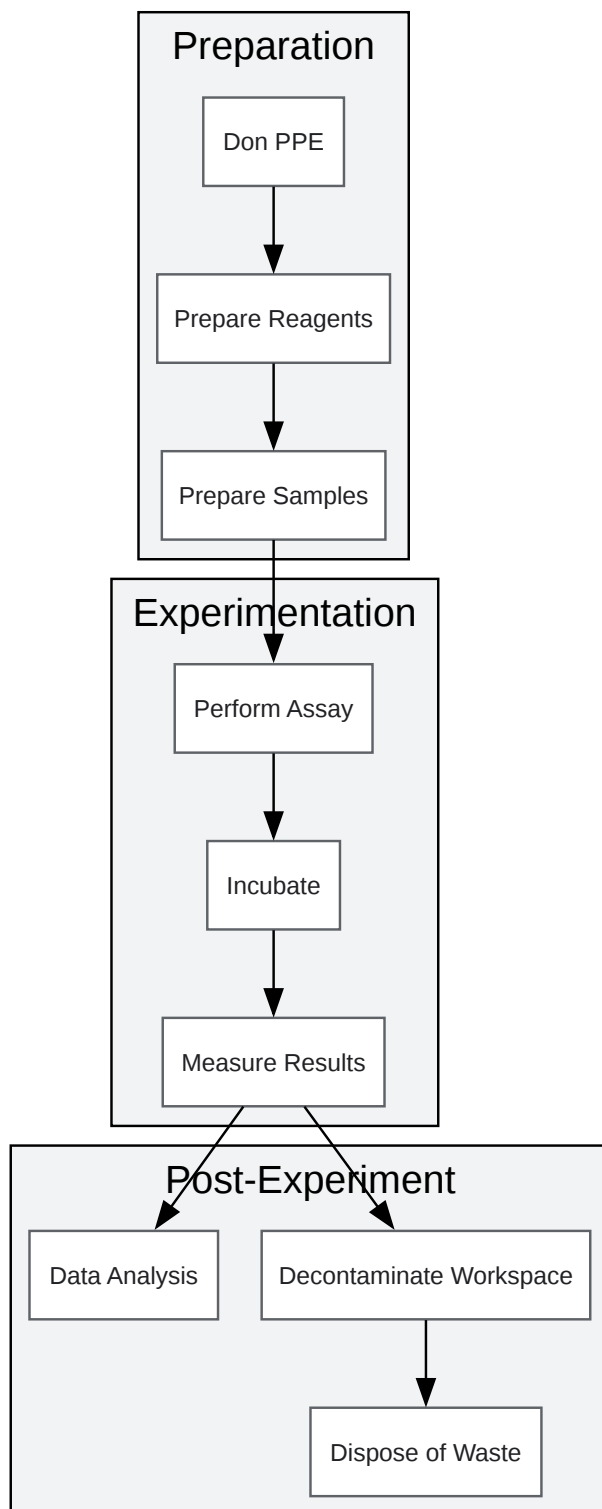 Preparation
Don PPE
Prepare Reagents
Prepare Samples
Experimentation
Perform Assay
Incubate
Measure Results
Post-Experiment
Data Analysis
Decontaminate Workspace
Dispose of Waste